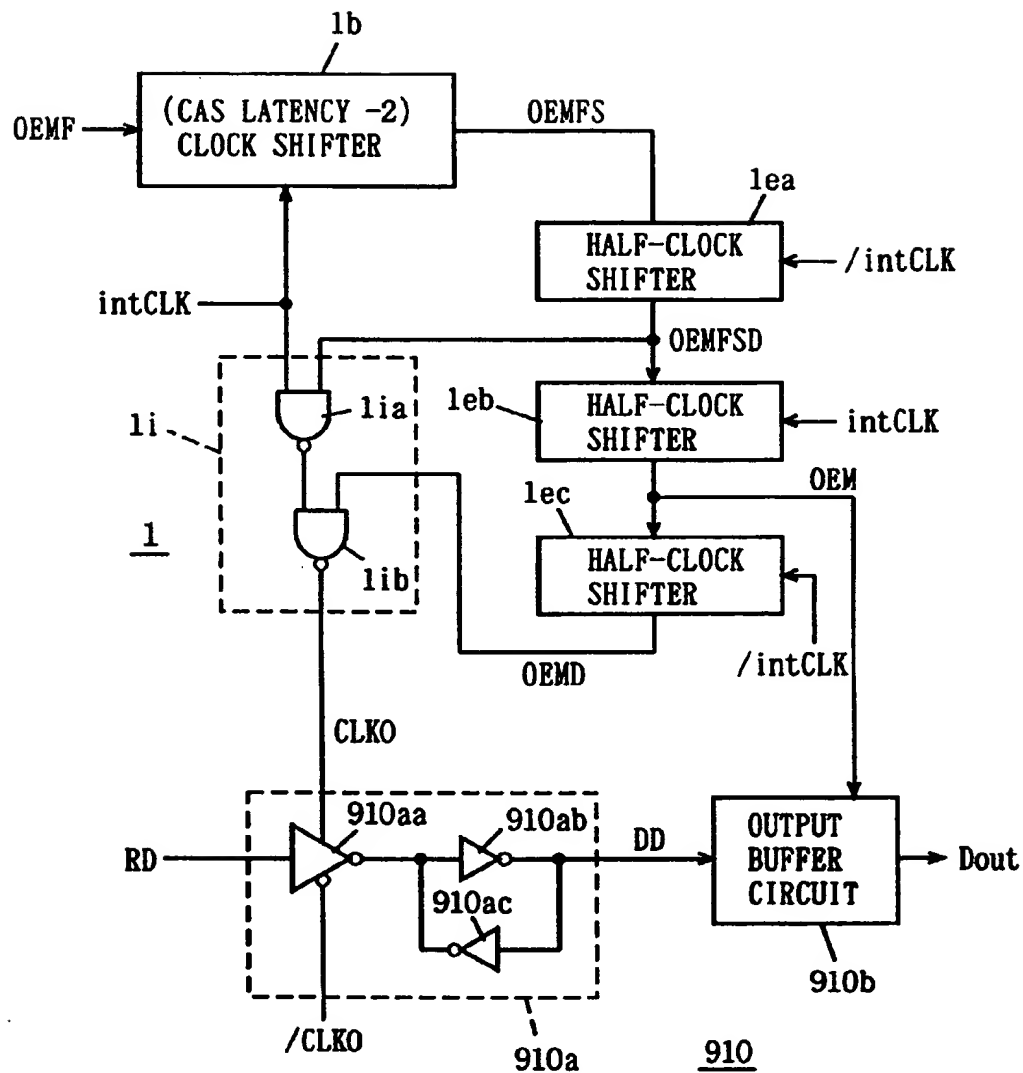 1b
(CAS LATENCY -2)
CLOCK SHIFTER
OEMF
OEMFS
1ea
HALF-CLOCK
SHIFTER
/intCLK
intCLK
OEMFSD
1ia
1i
1eb
HALF-CLOCK
SHIFTER
intCLK
OEM
1ec
1
1ib
HALF-CLOCK
SHIFTER
OEMD
/intCLK
CLKO
910aa
910ab
RD
DD
OUTPUT
BUFFER
CIRCUIT
Dout
910ac
910b
/CLKO
910a
910